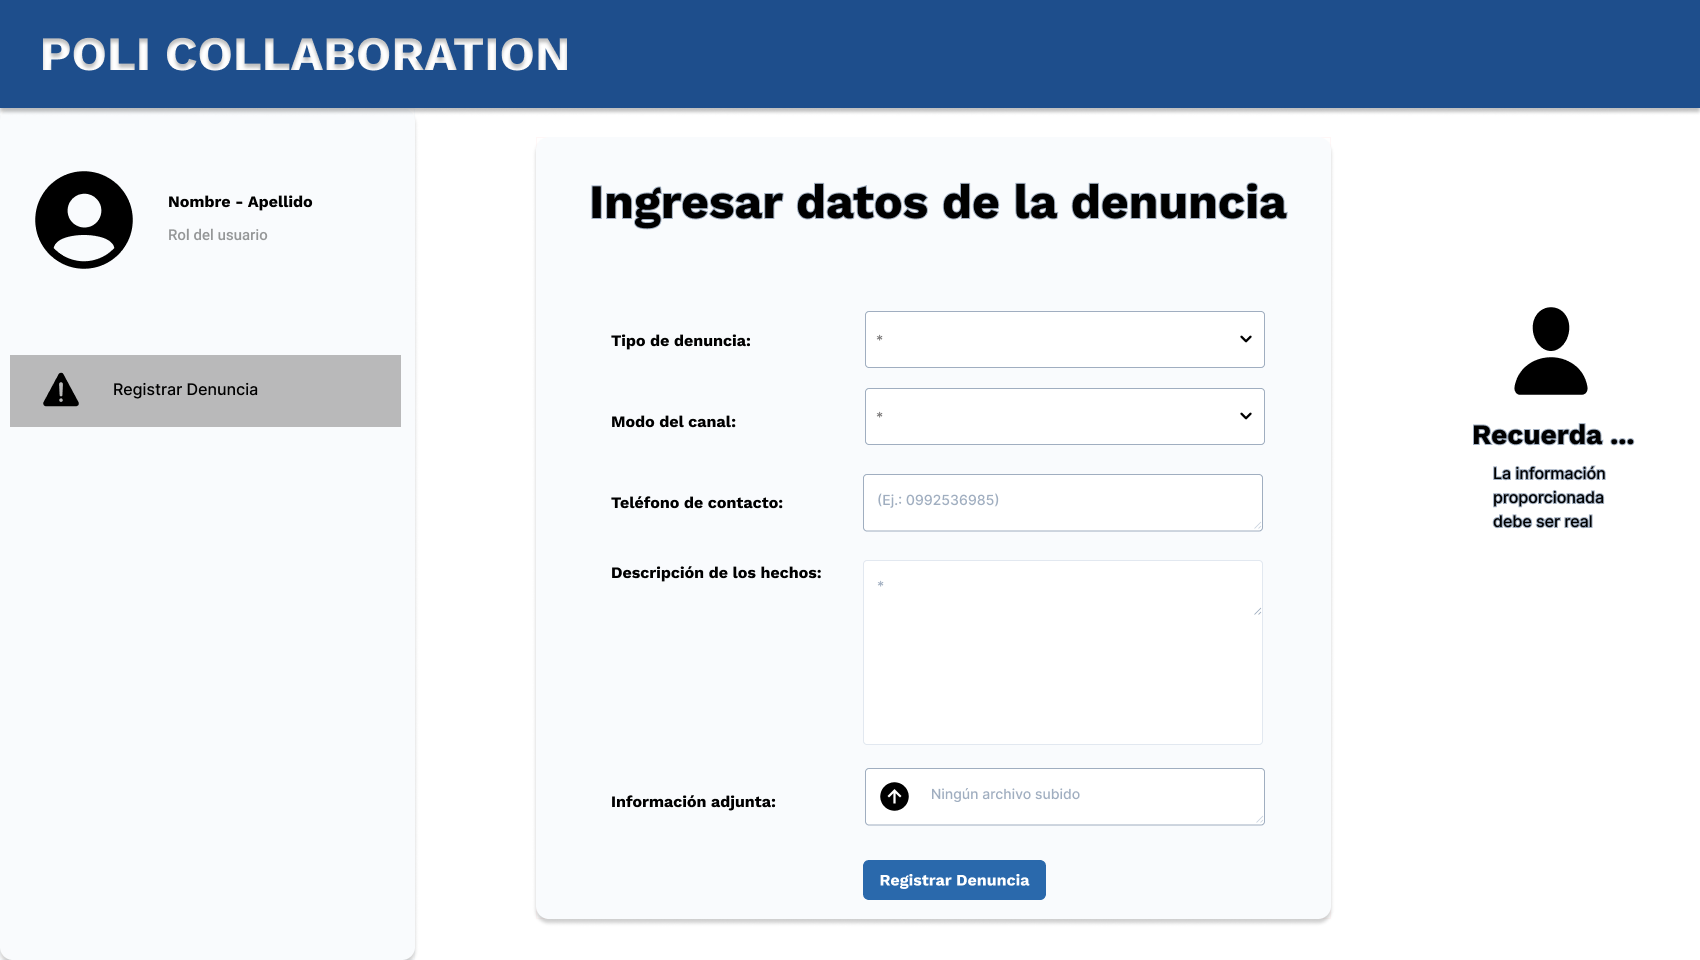 POLI COLLABORATION
Nombre - Apellido
Rol del usuario
Registrar Denuncia
Ingresar datos de la denuncia
Tipo de denuncia:
*
Modo del canal:
*
Teléfono de contacto:
(Ej.: 0992536985)
Descripción de los hechos:
*
Información adjunta:
Ningún archivo subido
Registrar Denuncia
Recuerda ...
La información
proporcionada
debe ser real